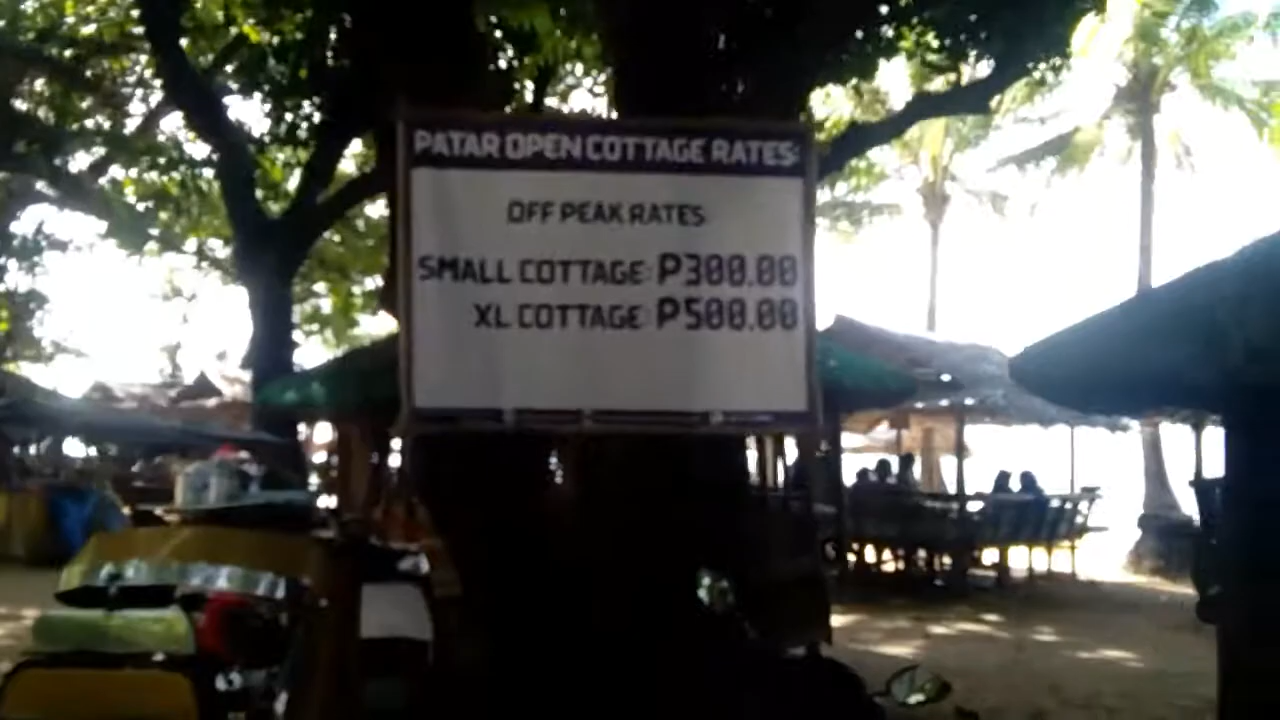 PATAR OPEN COTTAGE RATES:
OFF PEAK RATES
SMALL COTTAGE: P300.00
XL COTTAGE: P500.00